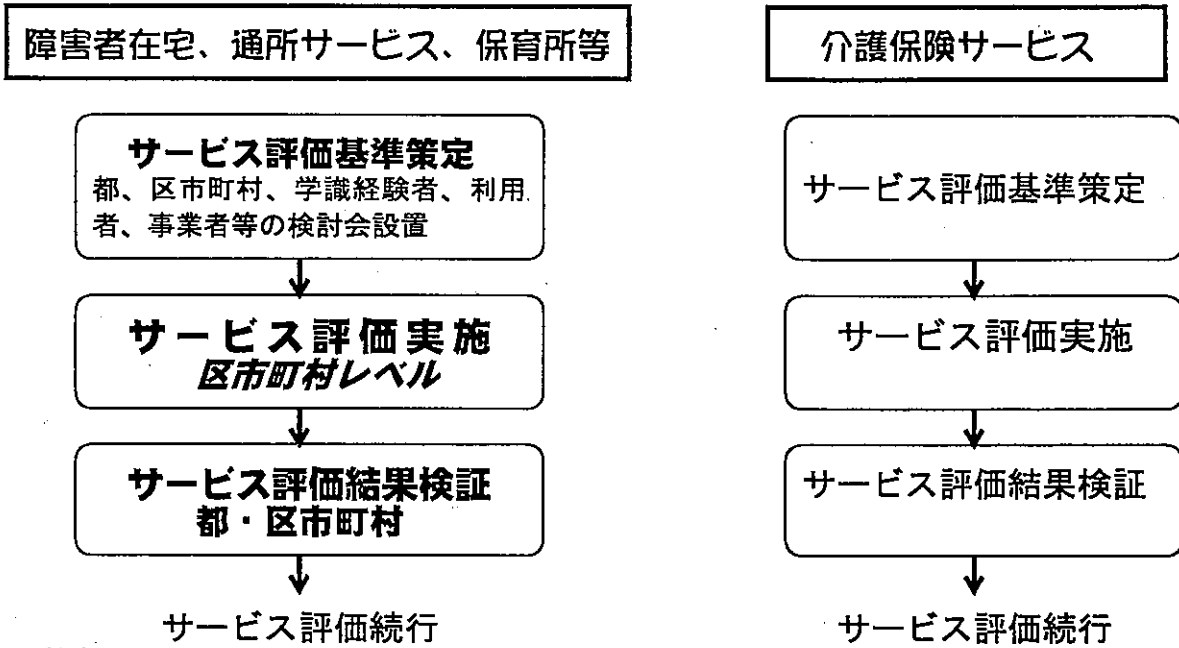 障害者在宅、通所サービス、保育所等
サービス評価基準策定
都、区市町村、学識経験者、利用
者、事業者等の検討会設置
サービス評価実施
区市町村レベル
サービス評価結果検証
都・区市町村
サービス評価続行
介護保険サービス
サービス評価基準策定
サービス評価実施
サービス評価結果検証
サービス評価続行